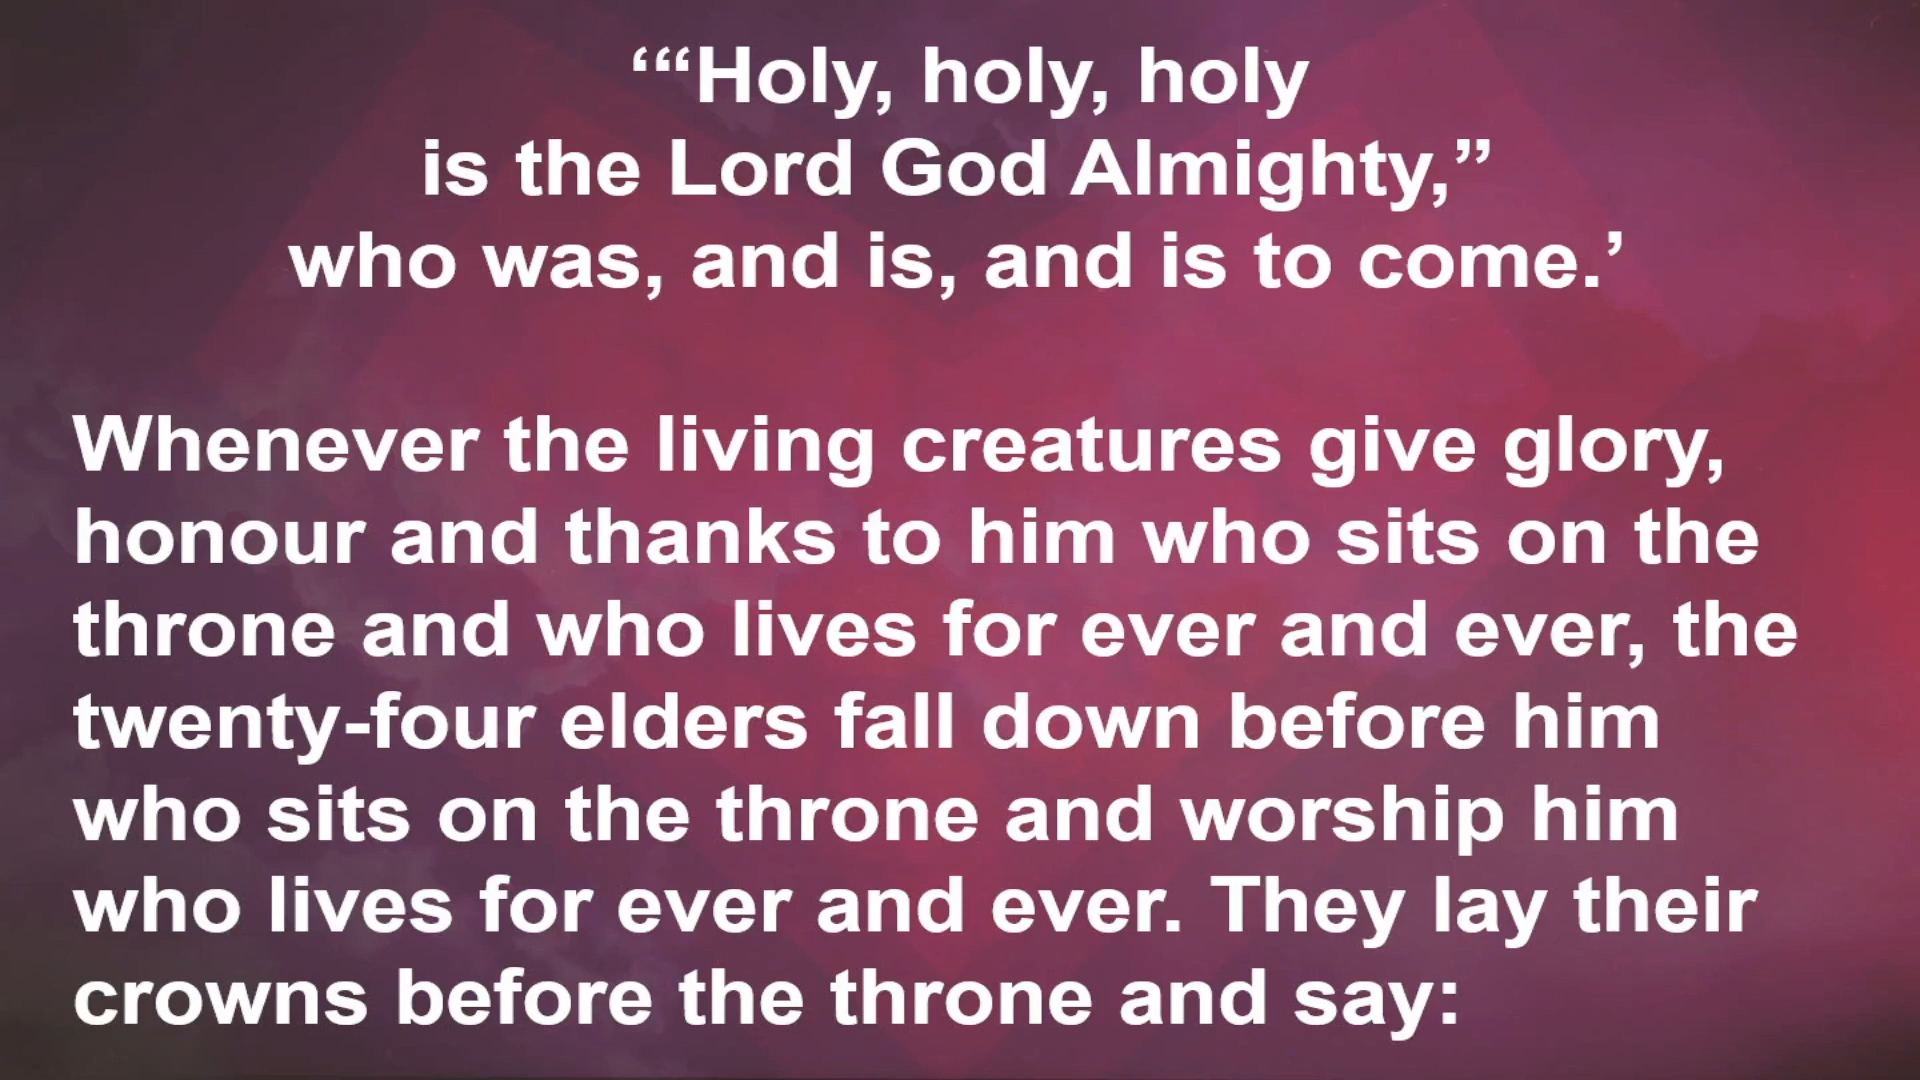 ‘“‘Holy, holy, holy
is the Lord God Almighty,”
who was, and is, and is to come.’
Whenever the living creatures give glory,
honour and thanks to him who sits on the
throne and who lives for ever and ever, the
twenty-four elders fall down before him
who sits on the throne and worship him
who lives for ever and ever. They lay their
crowns before the throne and say: